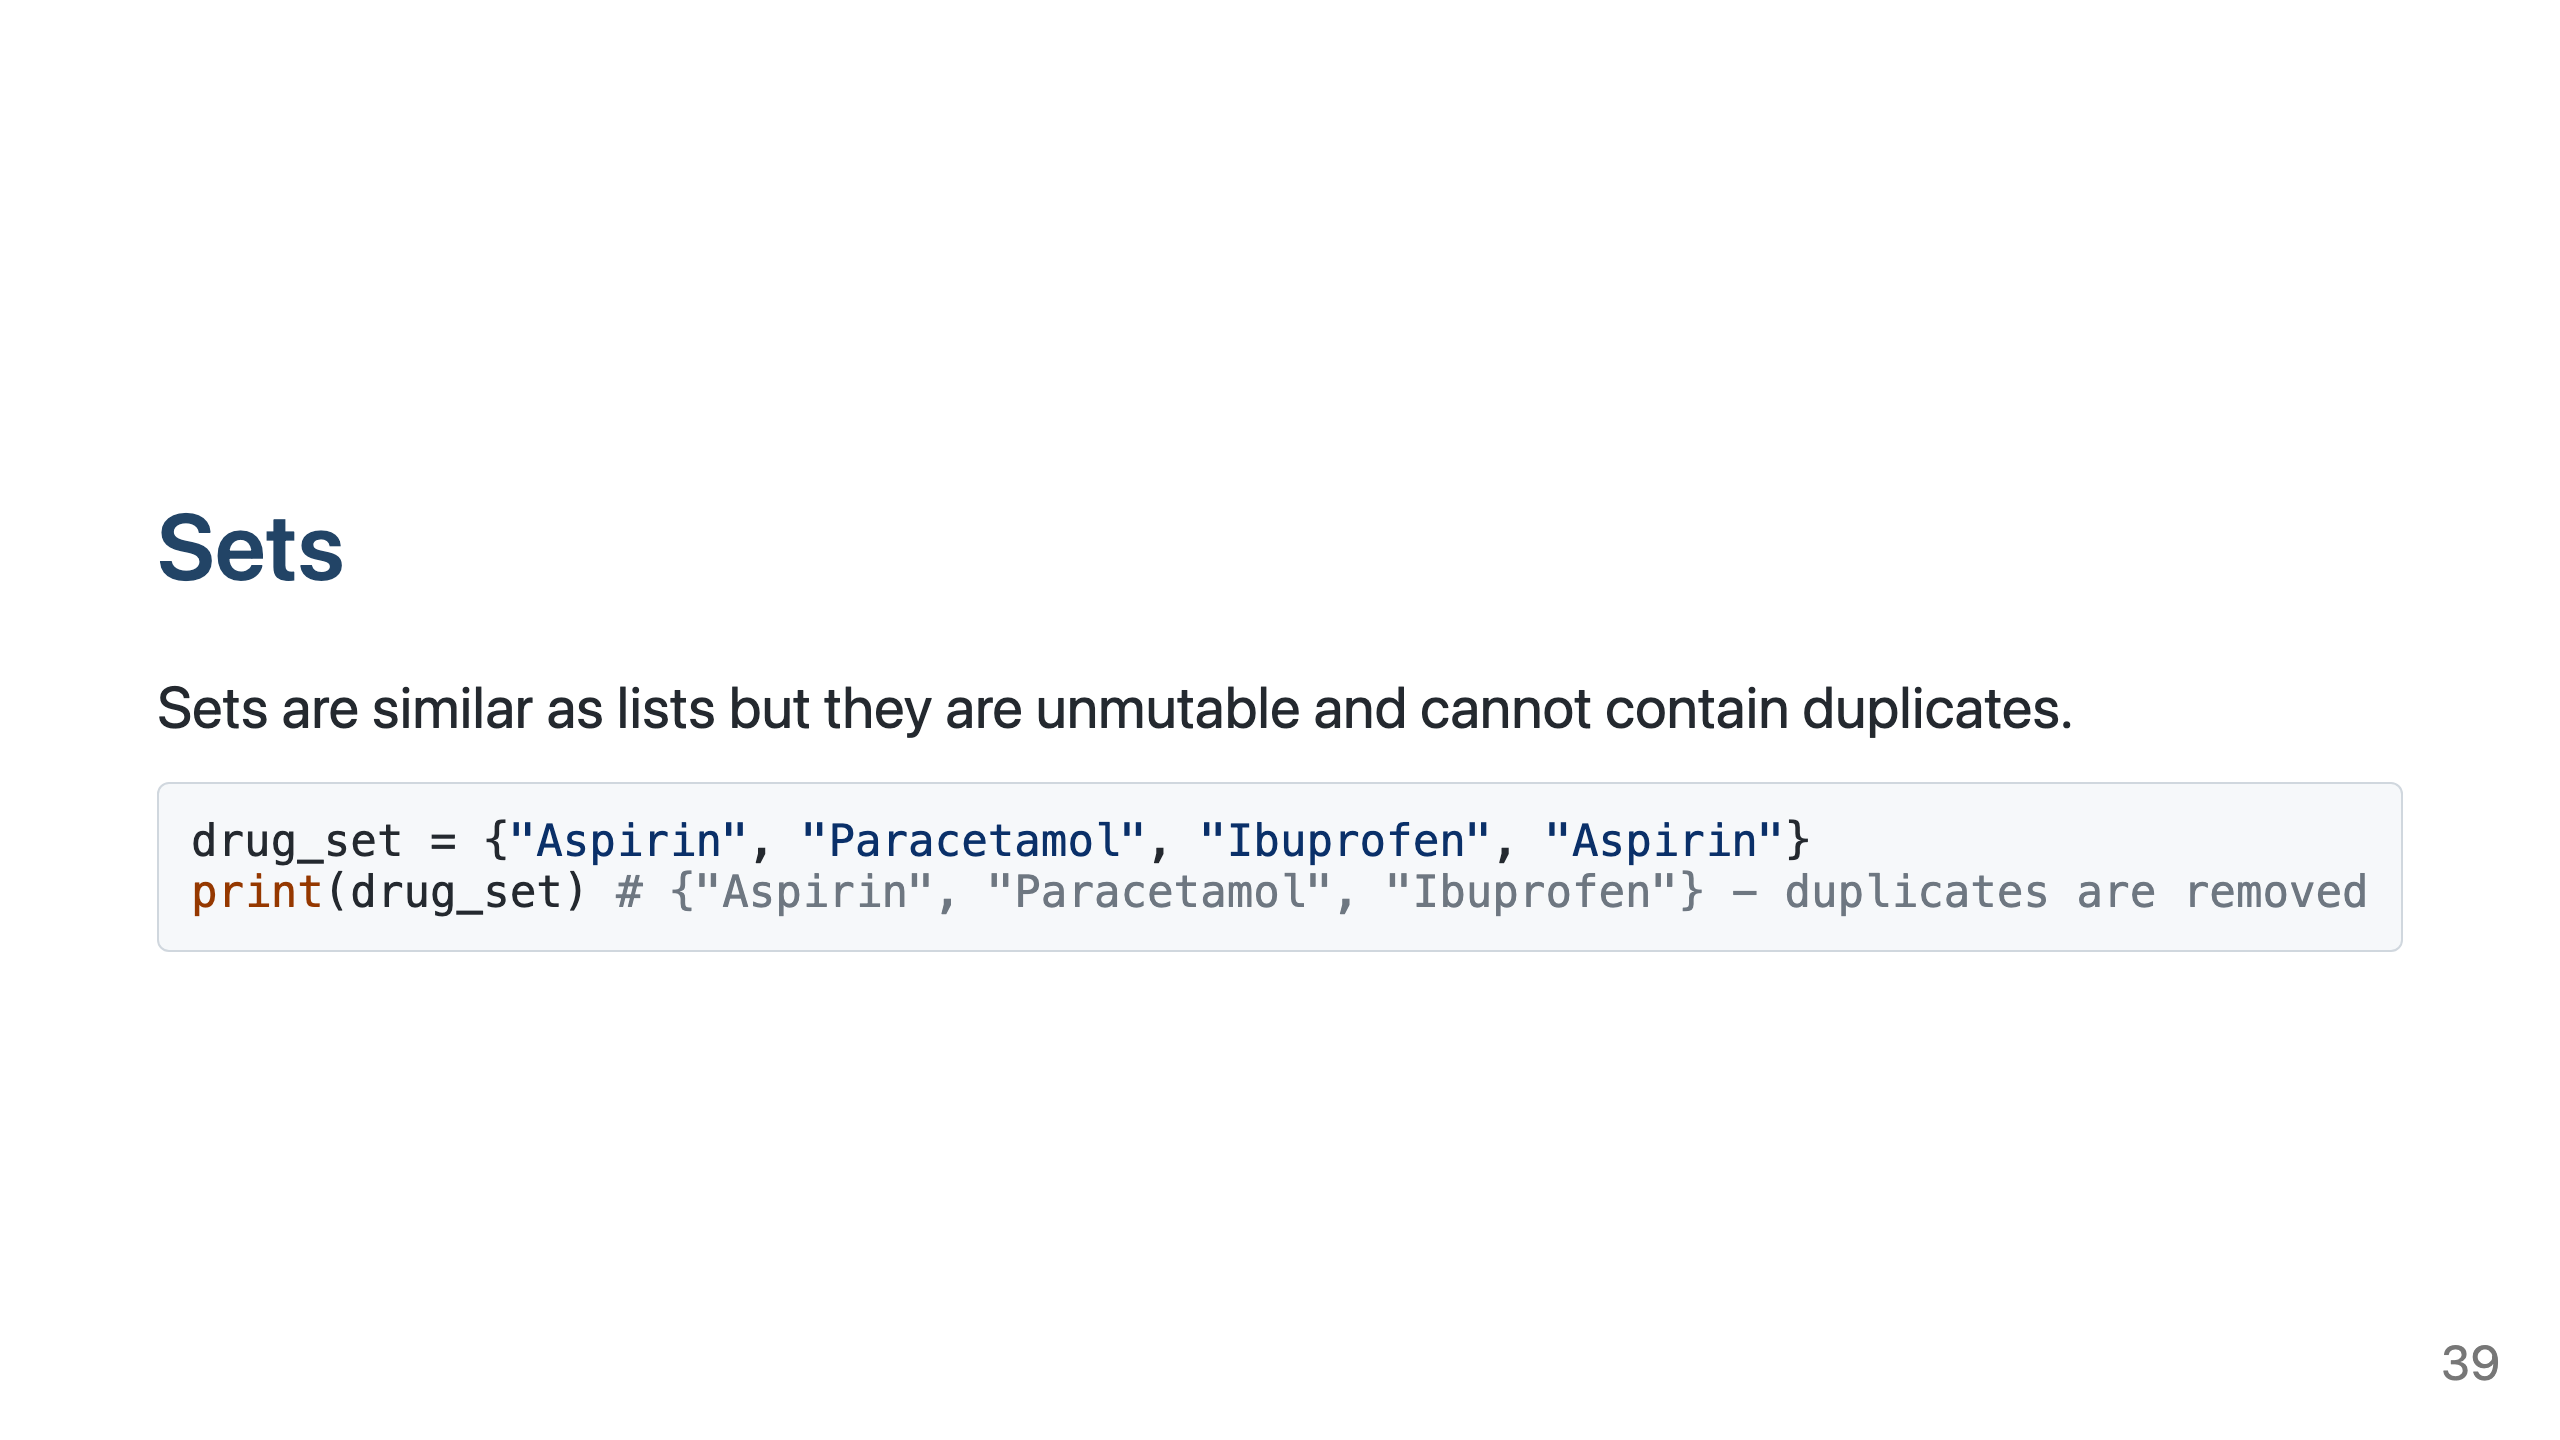 Sets
Sets are similar as lists but they are unmutable and cannot contain duplicates.
drug_set = {"Aspirin", "Paracetamol", "Ibuprofen", "Aspirin"}
print(drug_set) # {"Aspirin", "Paracetamol", "Ibuprofen"} - duplicates are removed
39